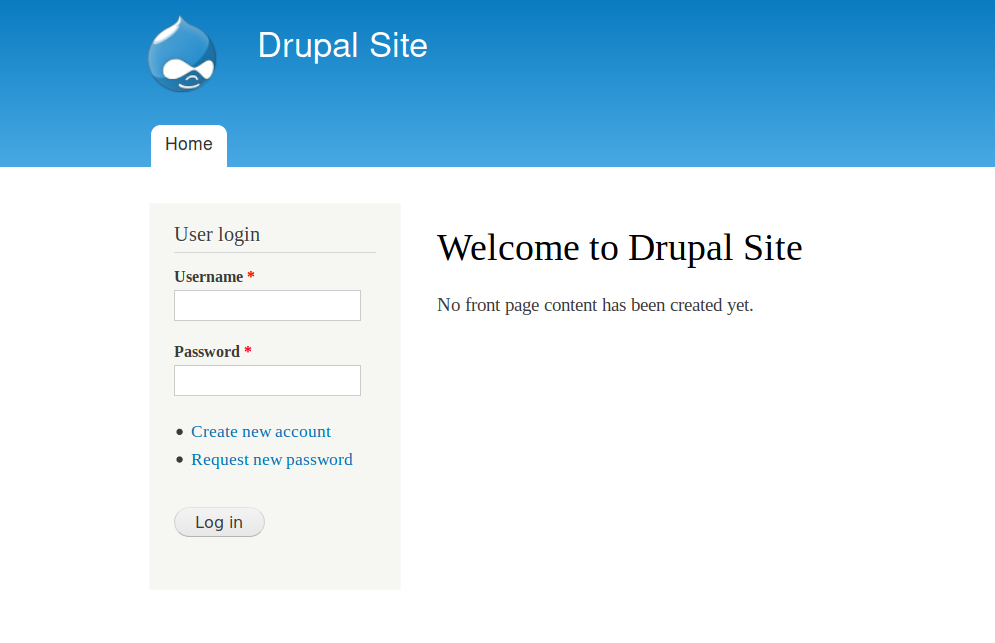 Drupal Site
Home
User login
Username *
Password *
Create new account
Request new password
Log in
Welcome to Drupal Site
No front page content has been created yet.